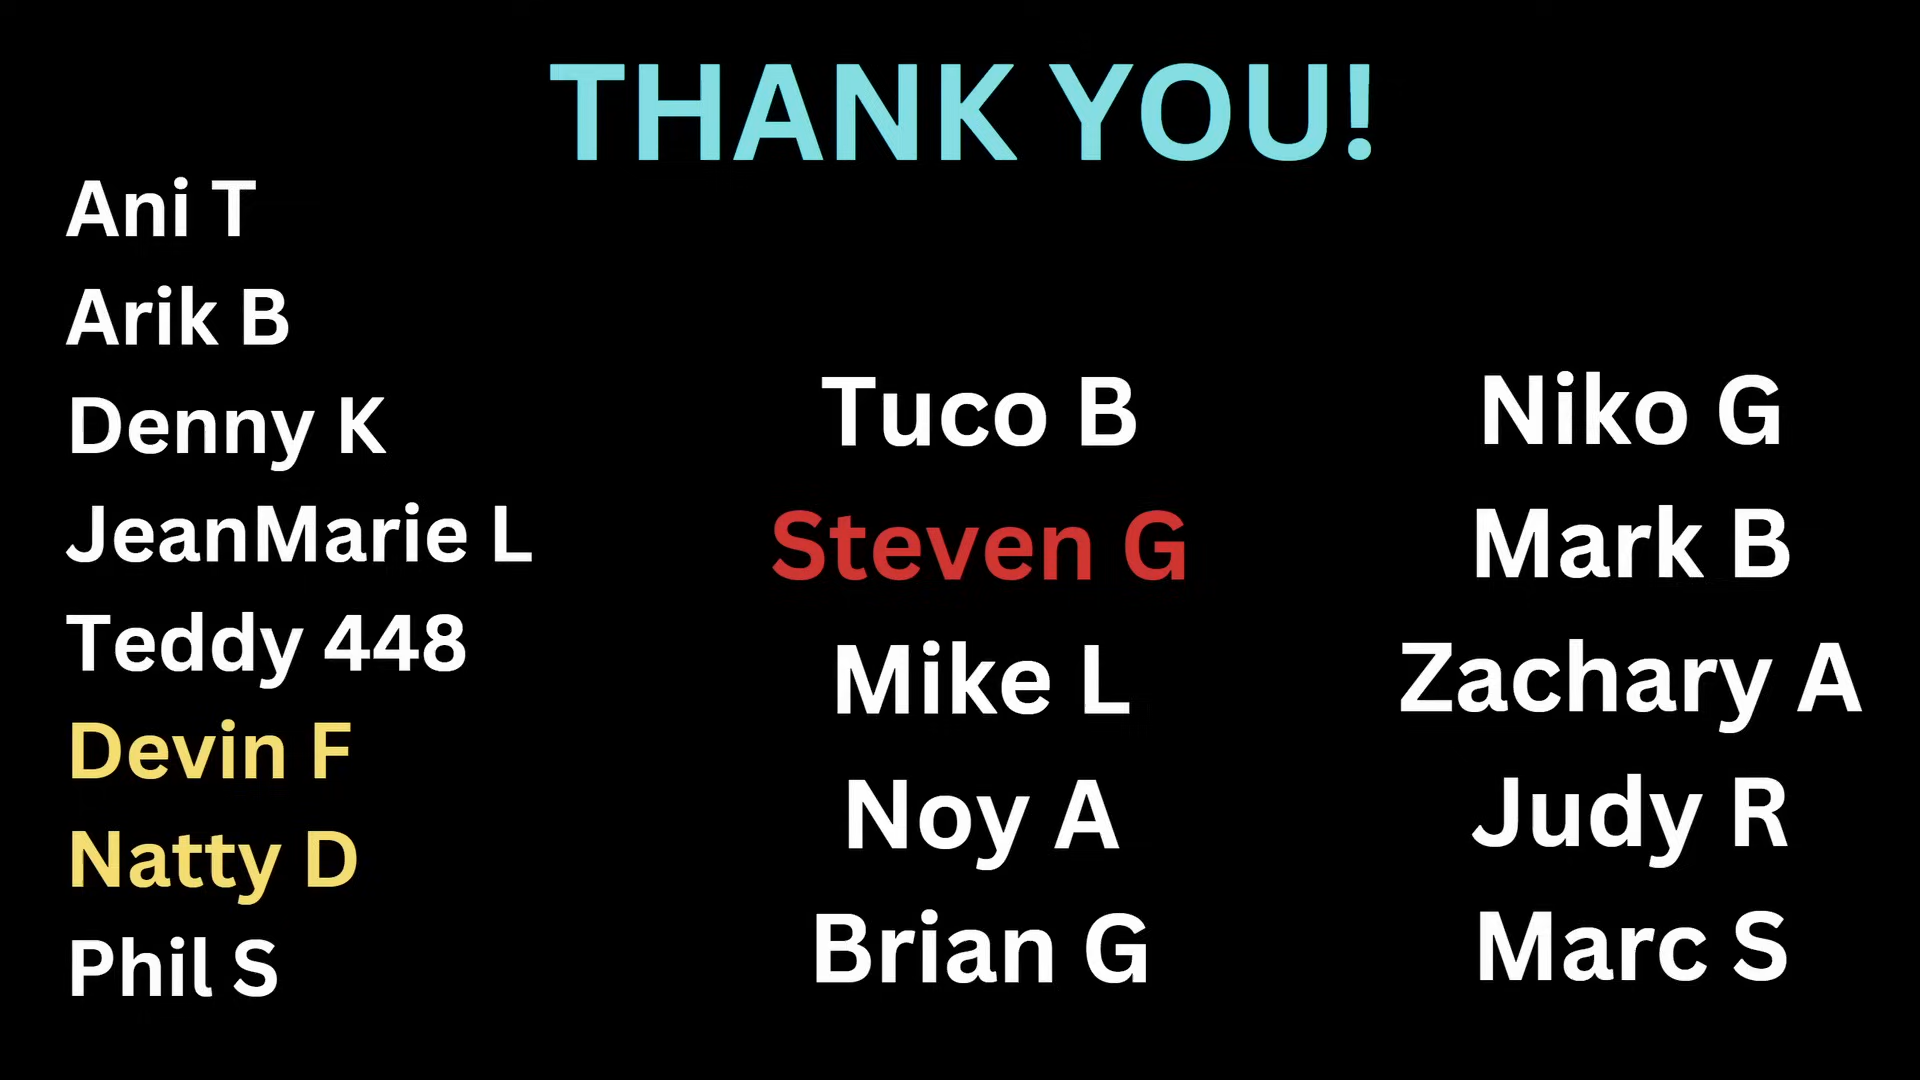 THANK YOU!
Ani T
Arik B
Denny K
JeanMarie L
Teddy 448
Devin F
Natty D
Phil S
Tuco B
Steven G
Mike L
Noy A
Brian G
Niko G
Mark B
Zachary A
Judy R
Marc S